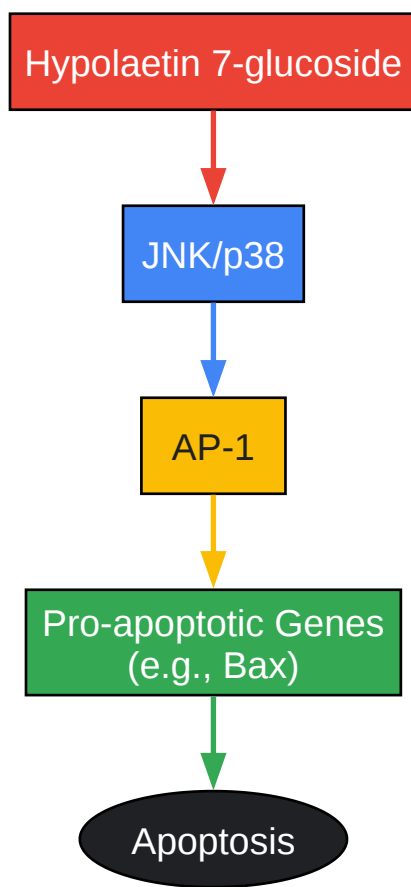 Hypolaetin 7-glucoside
JNK/p38
AP-1
Pro-apoptotic Genes
(e.g., Bax)
Apoptosis